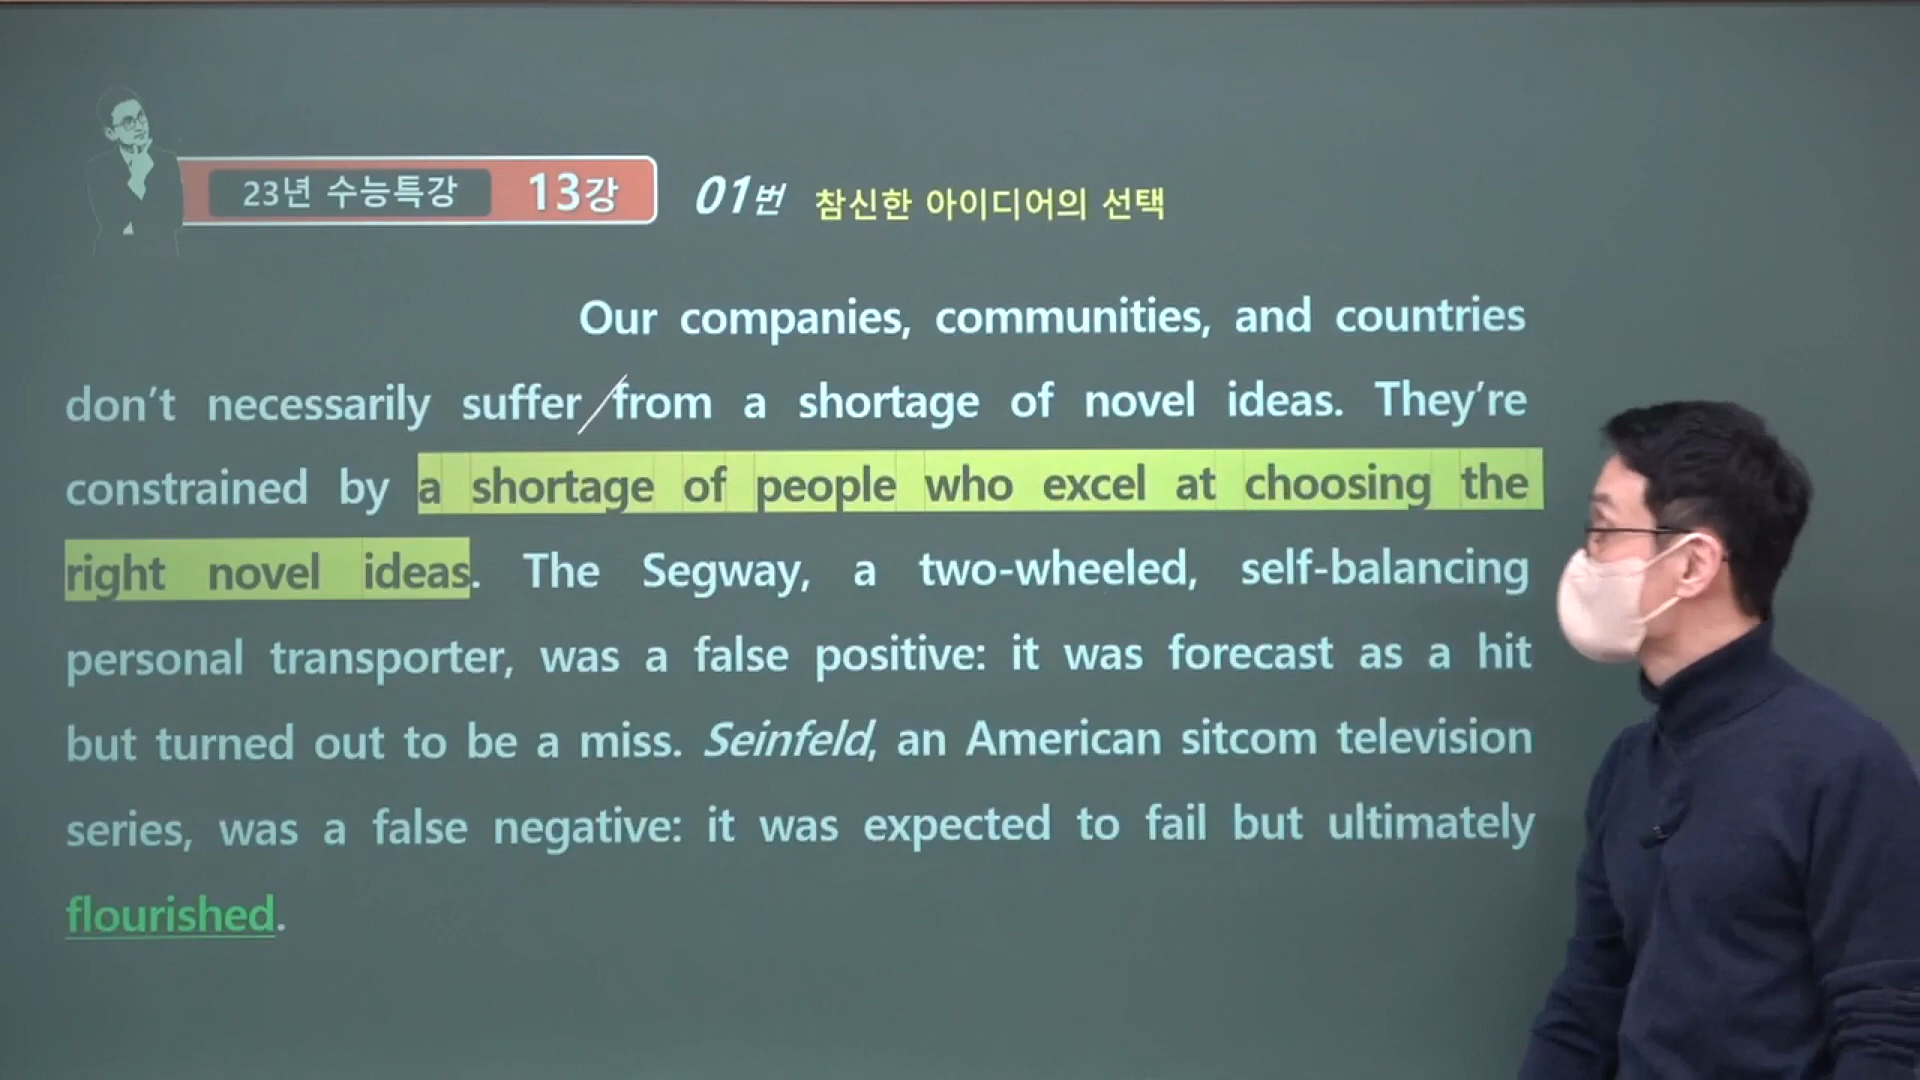 23년 수능특강 13강 01번 참신한 아이디어의 선택
Our companies, communities, and countries
don't necessarily suffer / from a shortage of novel ideas. They're
constrained by a shortage of people who excel at choosing the
right novel ideas. The Segway, a two-wheeled, self-balancing
personal transporter, was a false positive: it was forecast as a hit
but turned out to be a miss. Seinfeld, an American sitcom television
series, was a false negative: it was expected to fail but ultimately
flourished.